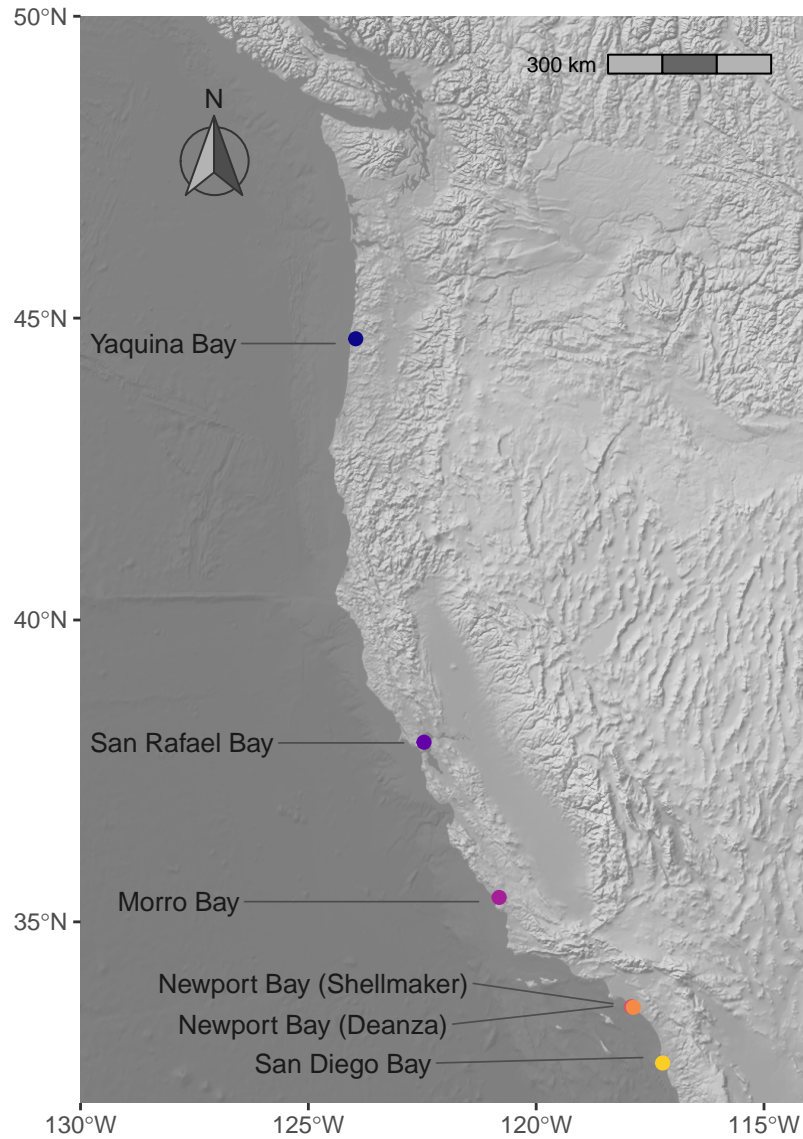 50°N
300 km
N
45°N
Yaquina Bay
40°N
San Rafael Bay
35°N
Morro Bay
Newport Bay (Shellmaker)
Newport Bay (Deanza)
San Diego Bay
130°W
125°W
120°W
115°W